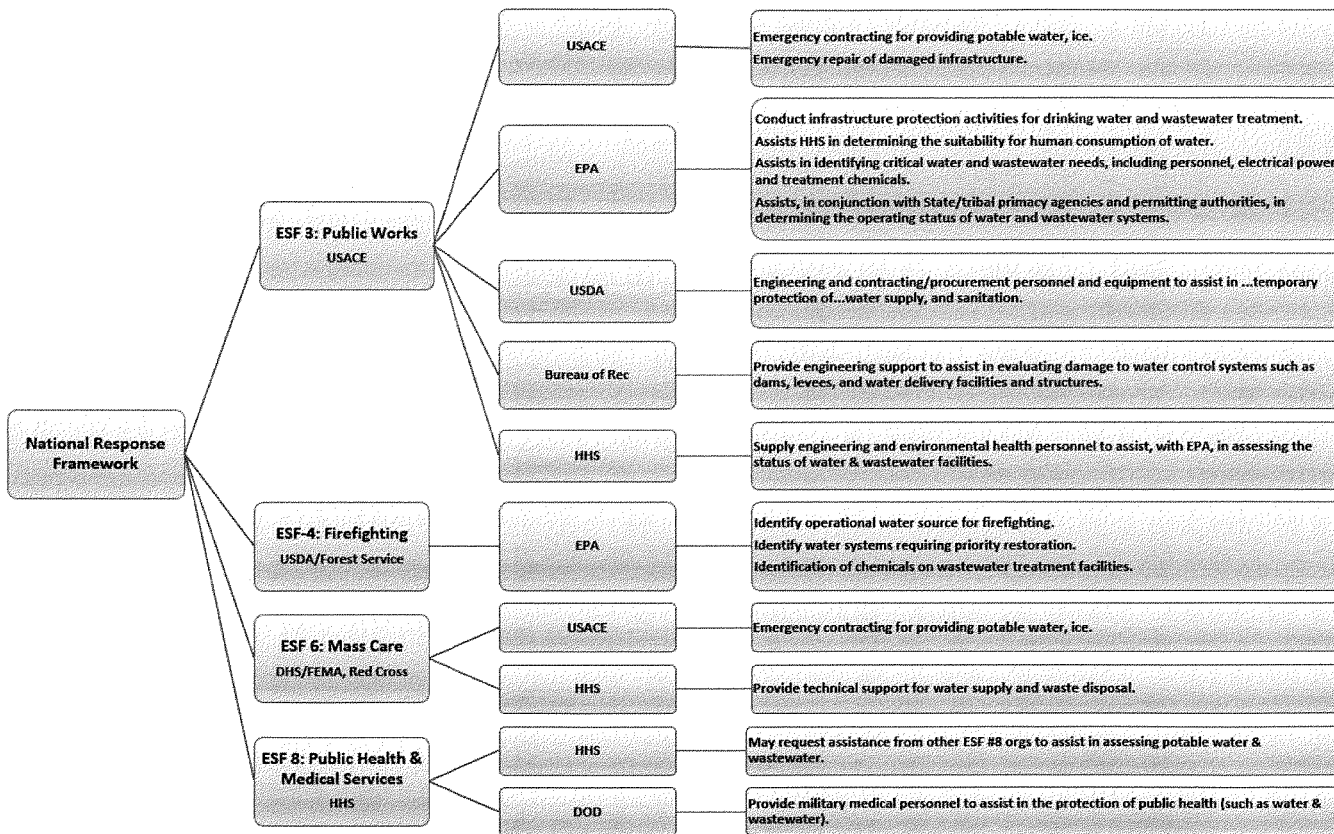 USACE
Emergency contracting for providing potable water, ice.
Emergency repair of damaged infrastructure.
EPA
Conduct infrastructure protection activities for drinking water and wastewater treatment.
Assists HHS in determining the suitability for human consumption of water.
Assists in identifying critical water and wastewater needs, including personnel, electrical power
and treatment chemicals.
Assists, in conjunction with State/tribal primacy agencies and permitting authorities, in
determining the operating status of water and wastewater systems.
ESF 3: Public Works
USACE
USDA
Engineering and contracting/procurement personnel and equipment to assist in ...temporary
protection of...water supply, and sanitation.
Bureau of Rec
Provide engineering support to assist in evaluating damage to water control systems such as
dams, levees, and water delivery facilities and structures.
National Response
Framework
HHS
Supply engineering and environmental health personnel to assist, with EPA, in assessing the
status of water & wastewater facilities.
ESF-4: Firefighting
USDA/Forest Service
EPA
Identify operational water source for firefighting.
Identify water systems requiring priority restoration.
Identification of chemicals on wastewater treatment facilities.
ESF 6: Mass Care
DHS/FEMA, Red Cross
USACE
Emergency contracting for providing potable water, ice.
HHS
Provide technical support for water supply and waste disposal.
ESF 8: Public Health &
Medical Services
HHS
HHS
May request assistance from other ESF #8 orgs to assist in assessing potable water &
wastewater.
DOD
Provide military medical personnel to assist in the protection of public health (such as water &
wastewater).